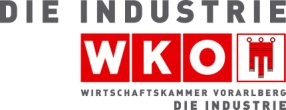 DIE INDUSTRIE
WKO
WIRTSCHAFTSKAMMER VORARLBERG
DIE INDUSTRIE